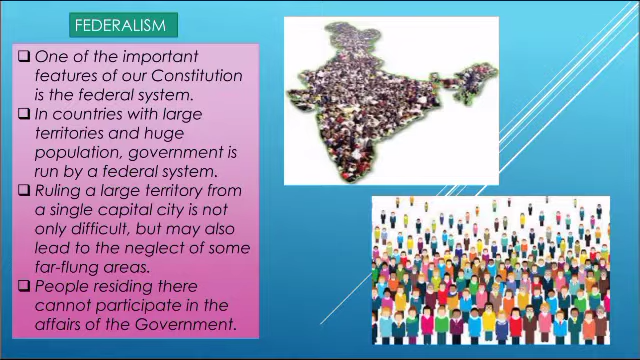 FEDERALISM
❑ One of the important
features of our Constitution
is the federal system.
❑ In countries with large
territories and huge
population, government is
run by a federal system.
❑ Ruling a large territory from
a single capital city is not
only difficult, but may also
lead to the neglect of some
far-flung areas.
❑ People residing there
cannot participate in the
affairs of the Government.